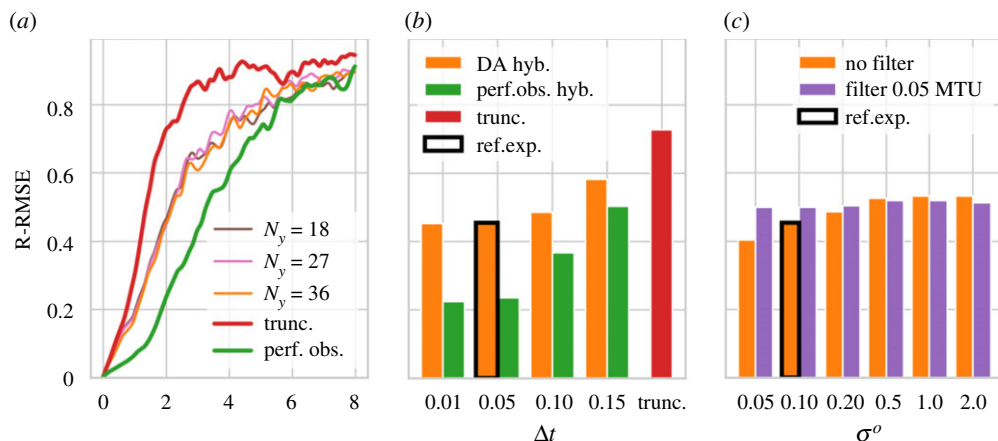 (a)
(b)
(c)
R-RMSE
0.8
0.6
0.4
0.2
0
N_y = 18
N_y = 27
N_y = 36
trunc.
perf. obs.
0 2 4 6 8
DA hyb.
perf.obs. hyb.
trunc.
ref.exp.
0.01 0.05 0.10 0.15 trunc.
Δt
no filter
filter 0.05 MTU
ref.exp.
0.05 0.10 0.20 0.5 1.0 2.0
σ^o